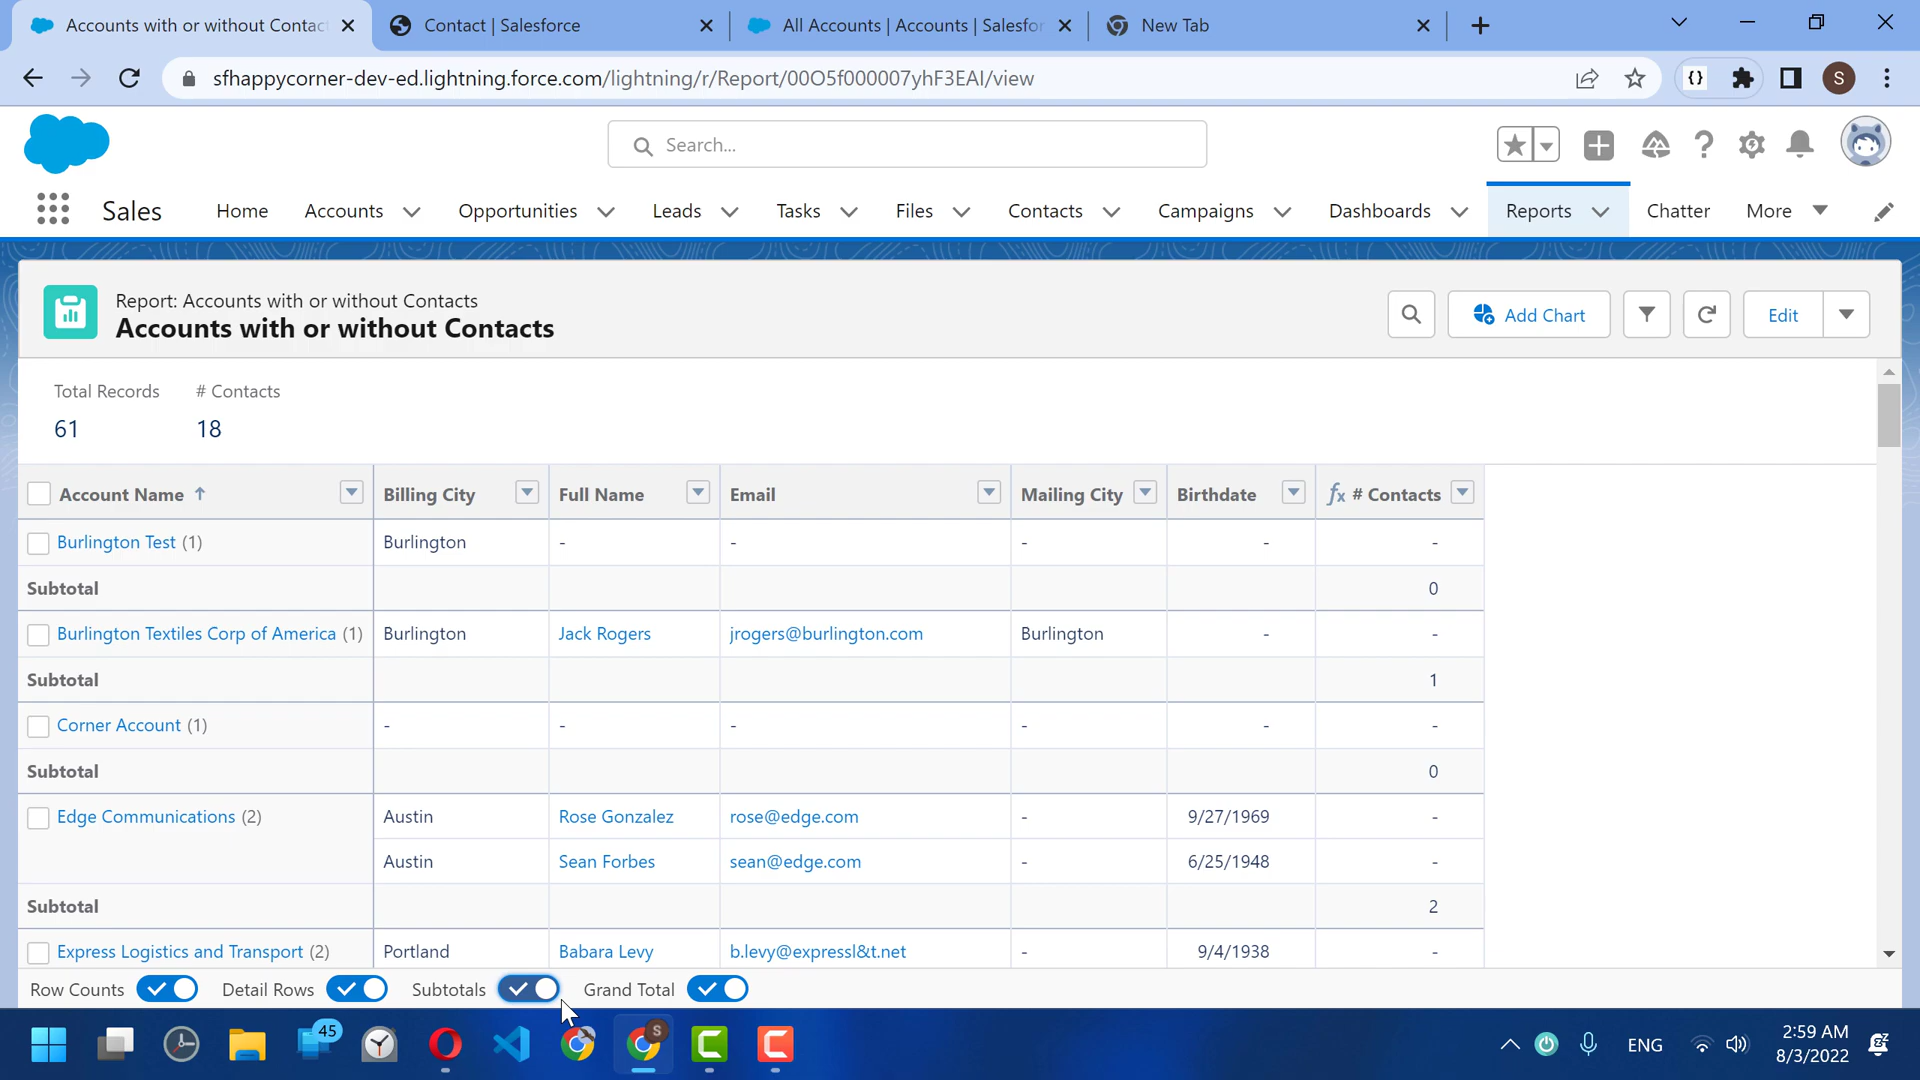 Accounts with or without Contac
Contact | Salesforce
All Accounts | Accounts | Salesfor
New Tab
sfhappycorner-dev-ed.lightning.force.com/lightning/r/Report/00O5f000007yhF3EAI/view
S
Search...
Sales
Home
Accounts
Opportunities
Leads
Tasks
Files
Contacts
Campaigns
Dashboards
Reports
Chatter
More
Report: Accounts with or without Contacts
Accounts with or without Contacts
Add Chart
Edit
Total Records
# Contacts
61
18
Account Name ↑ Billing City Full Name Email Mailing City Birthdate fx # Contacts
Burlington Test (1) Burlington - - - - -
Subtotal 0
Burlington Textiles Corp of America (1) Burlington Jack Rogers jrogers@burlington.com Burlington - -
Subtotal 1
Corner Account (1) - - - - - -
Subtotal 0
Edge Communications (2) Austin Rose Gonzalez rose@edge.com - 9/27/1969 -
Austin Sean Forbes sean@edge.com - 6/25/1948 -
Subtotal 2
Express Logistics and Transport (2) Portland Babara Levy b.levy@expressl&t.net - 9/4/1938 -
Row Counts
Detail Rows
Subtotals
Grand Total
45
S
ENG
2:59 AM
8/3/2022